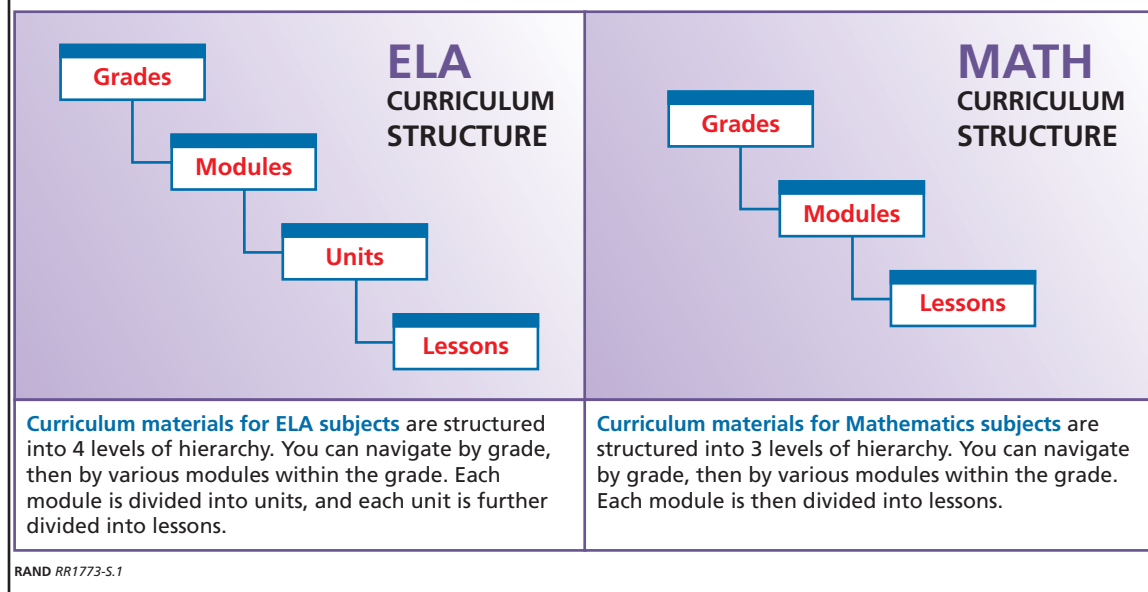 ELA
CURRICULUM
STRUCTURE
Grades
Modules
Units
Lessons
Curriculum materials for ELA subjects are structured
into 4 levels of hierarchy. You can navigate by grade,
then by various modules within the grade. Each
module is divided into units, and each unit is further
divided into lessons.
MATH
CURRICULUM
STRUCTURE
Grades
Modules
Lessons
Curriculum materials for Mathematics subjects are
structured into 3 levels of hierarchy. You can navigate
by grade, then by various modules within the grade.
Each module is then divided into lessons.
RAND RR1773-S.1